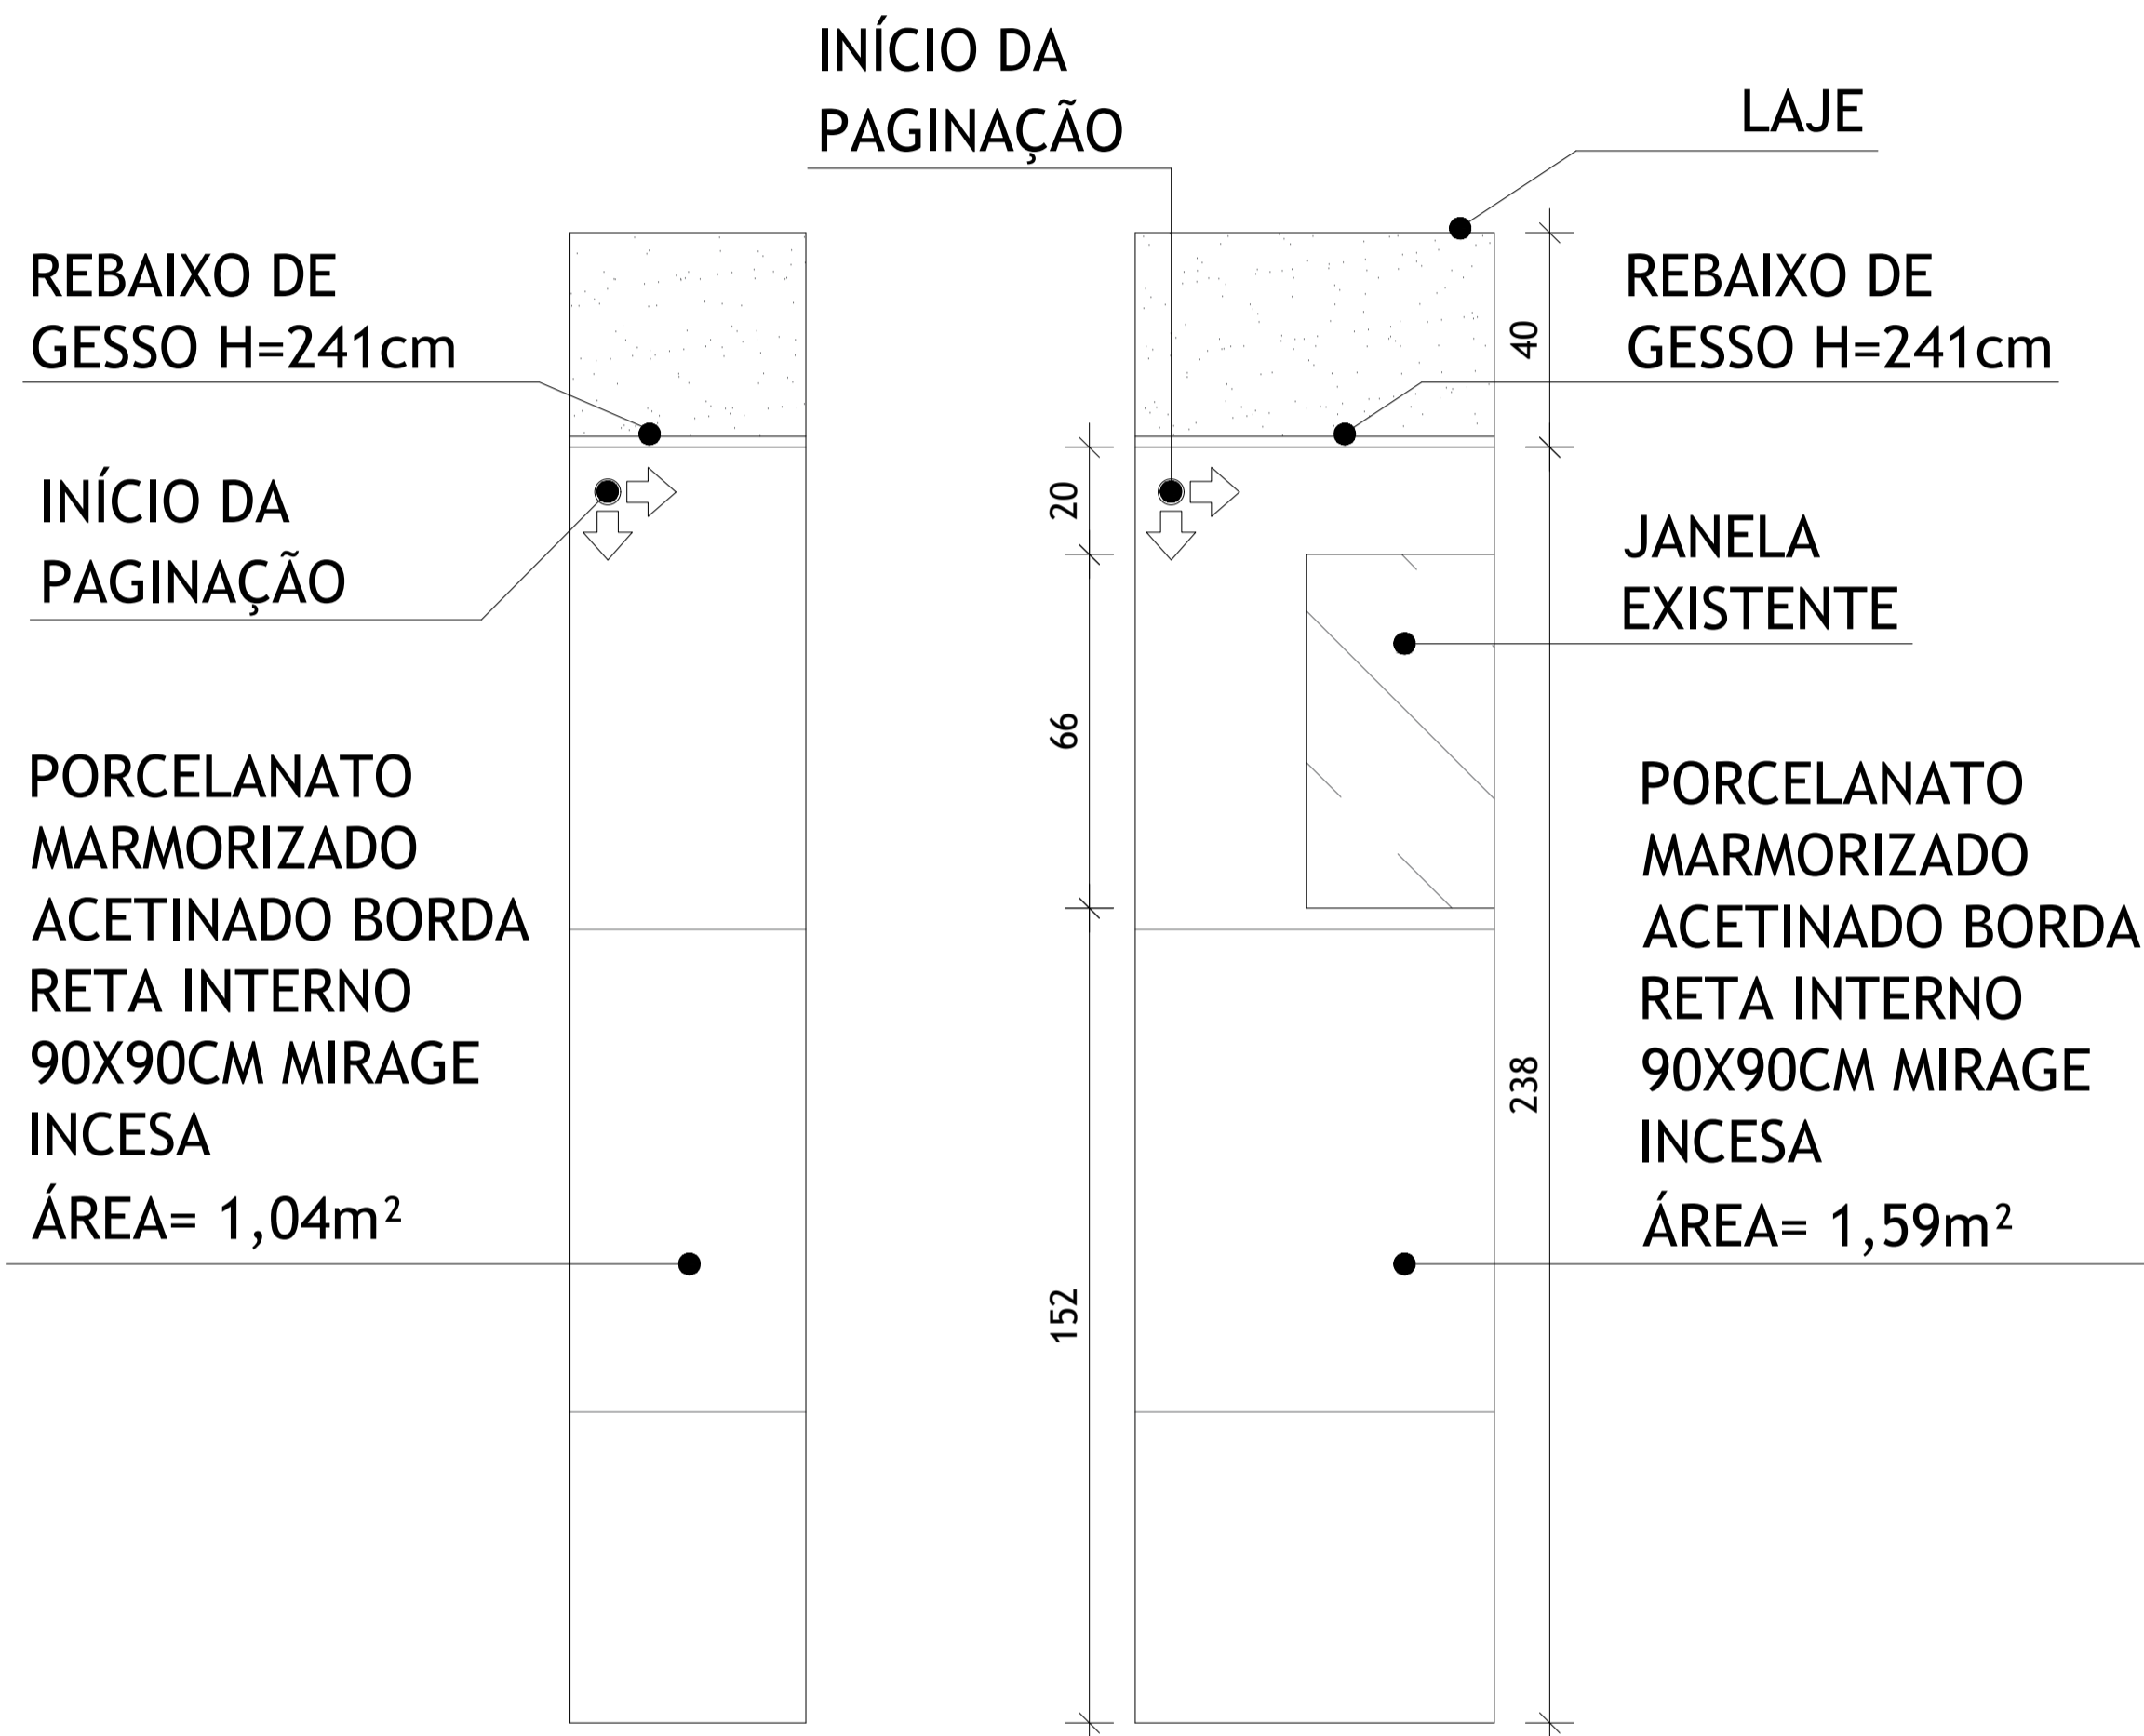 INÍCIO DA
PAGINAÇÃO
LAJE
REBAIXO DE
GESSO H=241cm
REBAIXO DE
GESSO H=241cm
40
20
INÍCIO DA
PAGINAÇÃO
JANELA
EXISTENTE
66
PORCELANATO
MARMORIZADO
ACETINADO BORDA
RETA INTERNO
90X90CM MIRAGE
INCESA
ÁREA= 1,04m²
152
238
PORCELANATO
MARMORIZADO
ACETINADO BORDA
RETA INTERNO
90X90CM MIRAGE
INCESA
ÁREA= 1,59m²